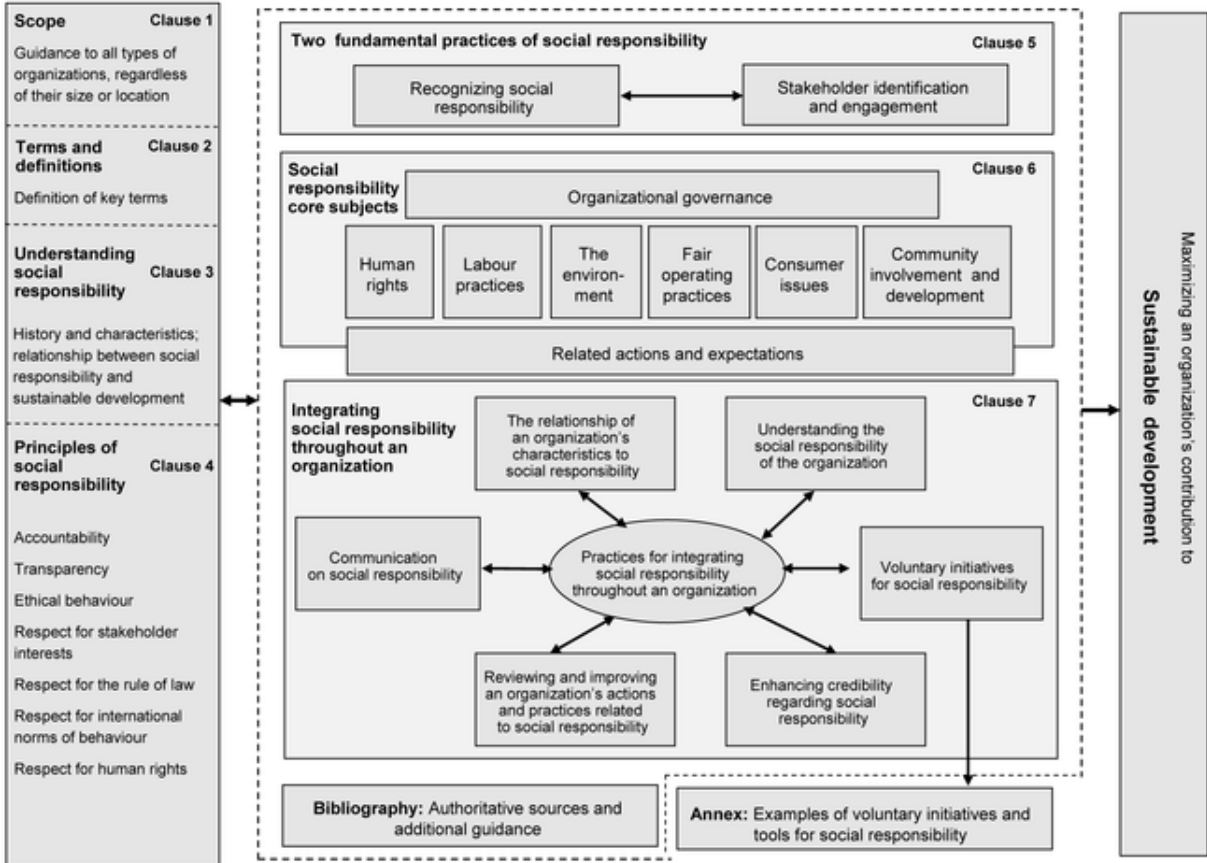 Scope Clause 1
Guidance to all types of
organizations, regardless
of their size or location
Terms and Clause 2
definitions
Definition of key terms
Understanding
social Clause 3
responsibility
History and characteristics;
relationship between social
responsibility and
sustainable development
Principles of
social Clause 4
responsibility
Accountability
Transparency
Ethical behaviour
Respect for stakeholder
interests
Respect for the rule of law
Respect for international
norms of behaviour
Respect for human rights
Two fundamental practices of social responsibility Clause 5
Recognizing social
responsibility
Stakeholder identification
and engagement
Social
responsibility
core subjects
Clause 6
Organizational governance
Human
rights
Labour
practices
The
environ-
ment
Fair
operating
practices
Consumer
issues
Community
involvement and
development
Related actions and expectations
Integrating
social responsibility
throughout an
organization
Clause 7
The relationship of
an organization's
characteristics to
social responsibility
Understanding the
social responsibility
of the organization
Communication
on social responsibility
Practices for integrating
social responsibility
throughout an organization
Voluntary initiatives
for social responsibility
Reviewing and improving
an organization's actions
and practices related
to social responsibility
Enhancing credibility
regarding social
responsibility
Bibliography: Authoritative sources and
additional guidance
Annex: Examples of voluntary initiatives and
tools for social responsibility
Maximizing an organization's contribution to
Sustainable development